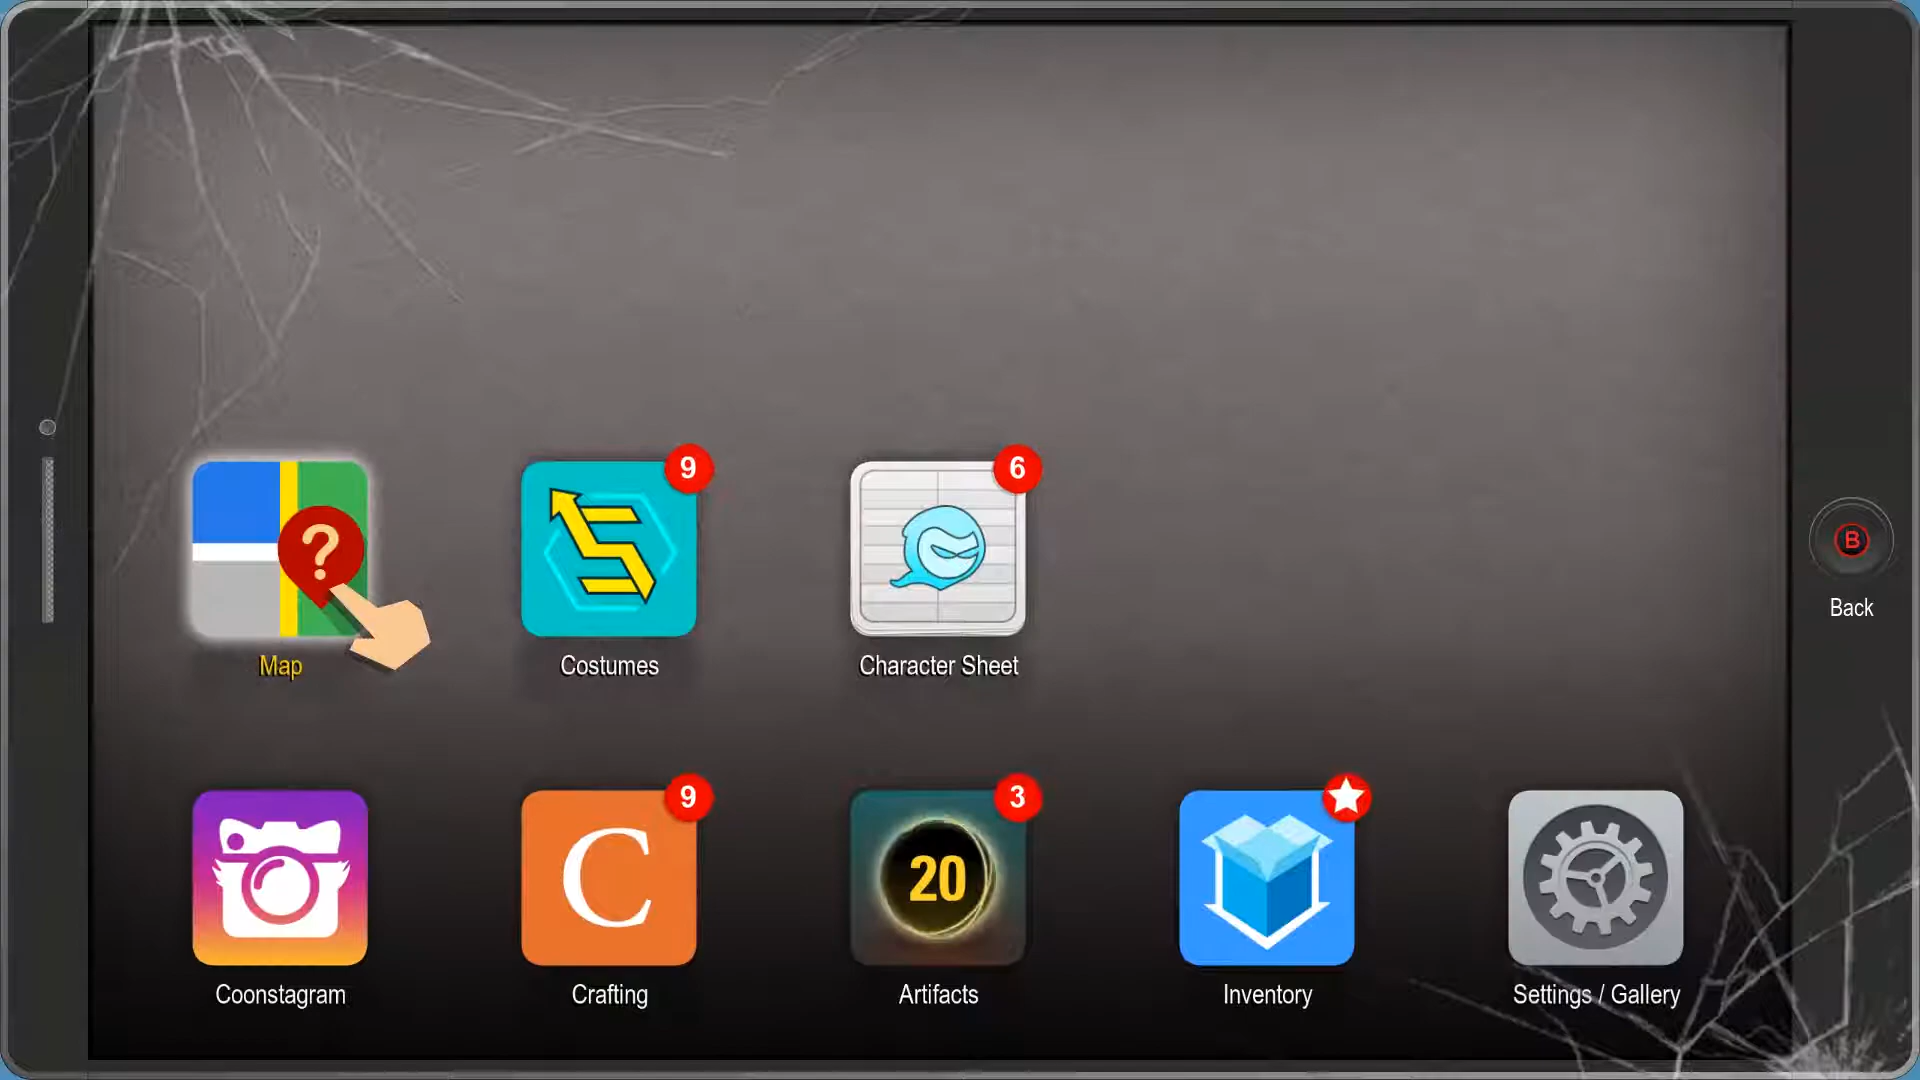 9
6
?
B
Back
Map
Costumes
Character Sheet
9
3
C
20
Coonstagram
Crafting
Artifacts
Inventory
Settings / Gallery